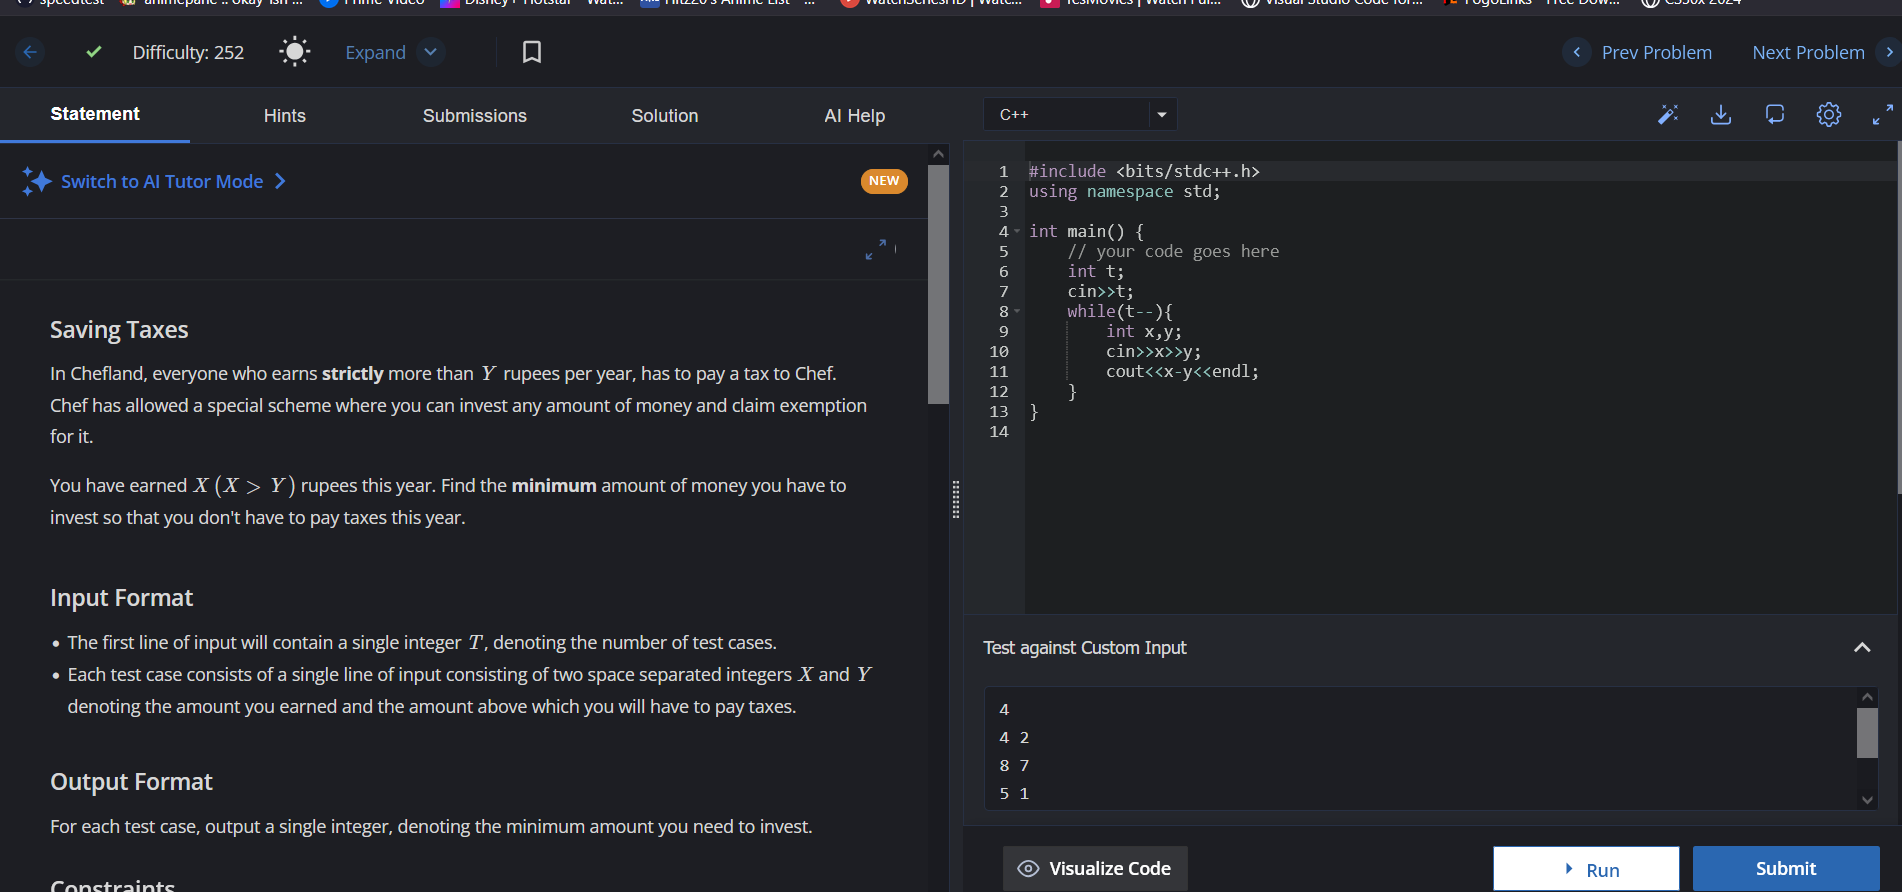 speedtest
Prime Video
Difficulty: 252
Expand
Prev Problem
Next Problem
Statement
Hints
Submissions
Solution
AI Help
Switch to AI Tutor Mode
NEW
Saving Taxes
In Chefland, everyone who earns strictly more than Y rupees per year, has to pay a tax to Chef.
Chef has allowed a special scheme where you can invest any amount of money and claim exemption
for it.
You have earned X (X > Y) rupees this year. Find the minimum amount of money you have to
invest so that you don't have to pay taxes this year.
Input Format
• The first line of input will contain a single integer T, denoting the number of test cases.
• Each test case consists of a single line of input consisting of two space separated integers X and Y
denoting the amount you earned and the amount above which you will have to pay taxes.
Output Format
For each test case, output a single integer, denoting the minimum amount you need to invest.
Constraints
C++
1 #include <bits/stdc++.h>
2 using namespace std;
3
4 int main() {
5 // your code goes here
6 int t;
7 cin>>t;
8 while(t--){
9 int x,y;
10 cin>>x>>y;
11 cout<<x-y<<endl;
12 }
13 }
14
Test against Custom Input
4
4 2
8 7
5 1
Visualize Code
Run
Submit